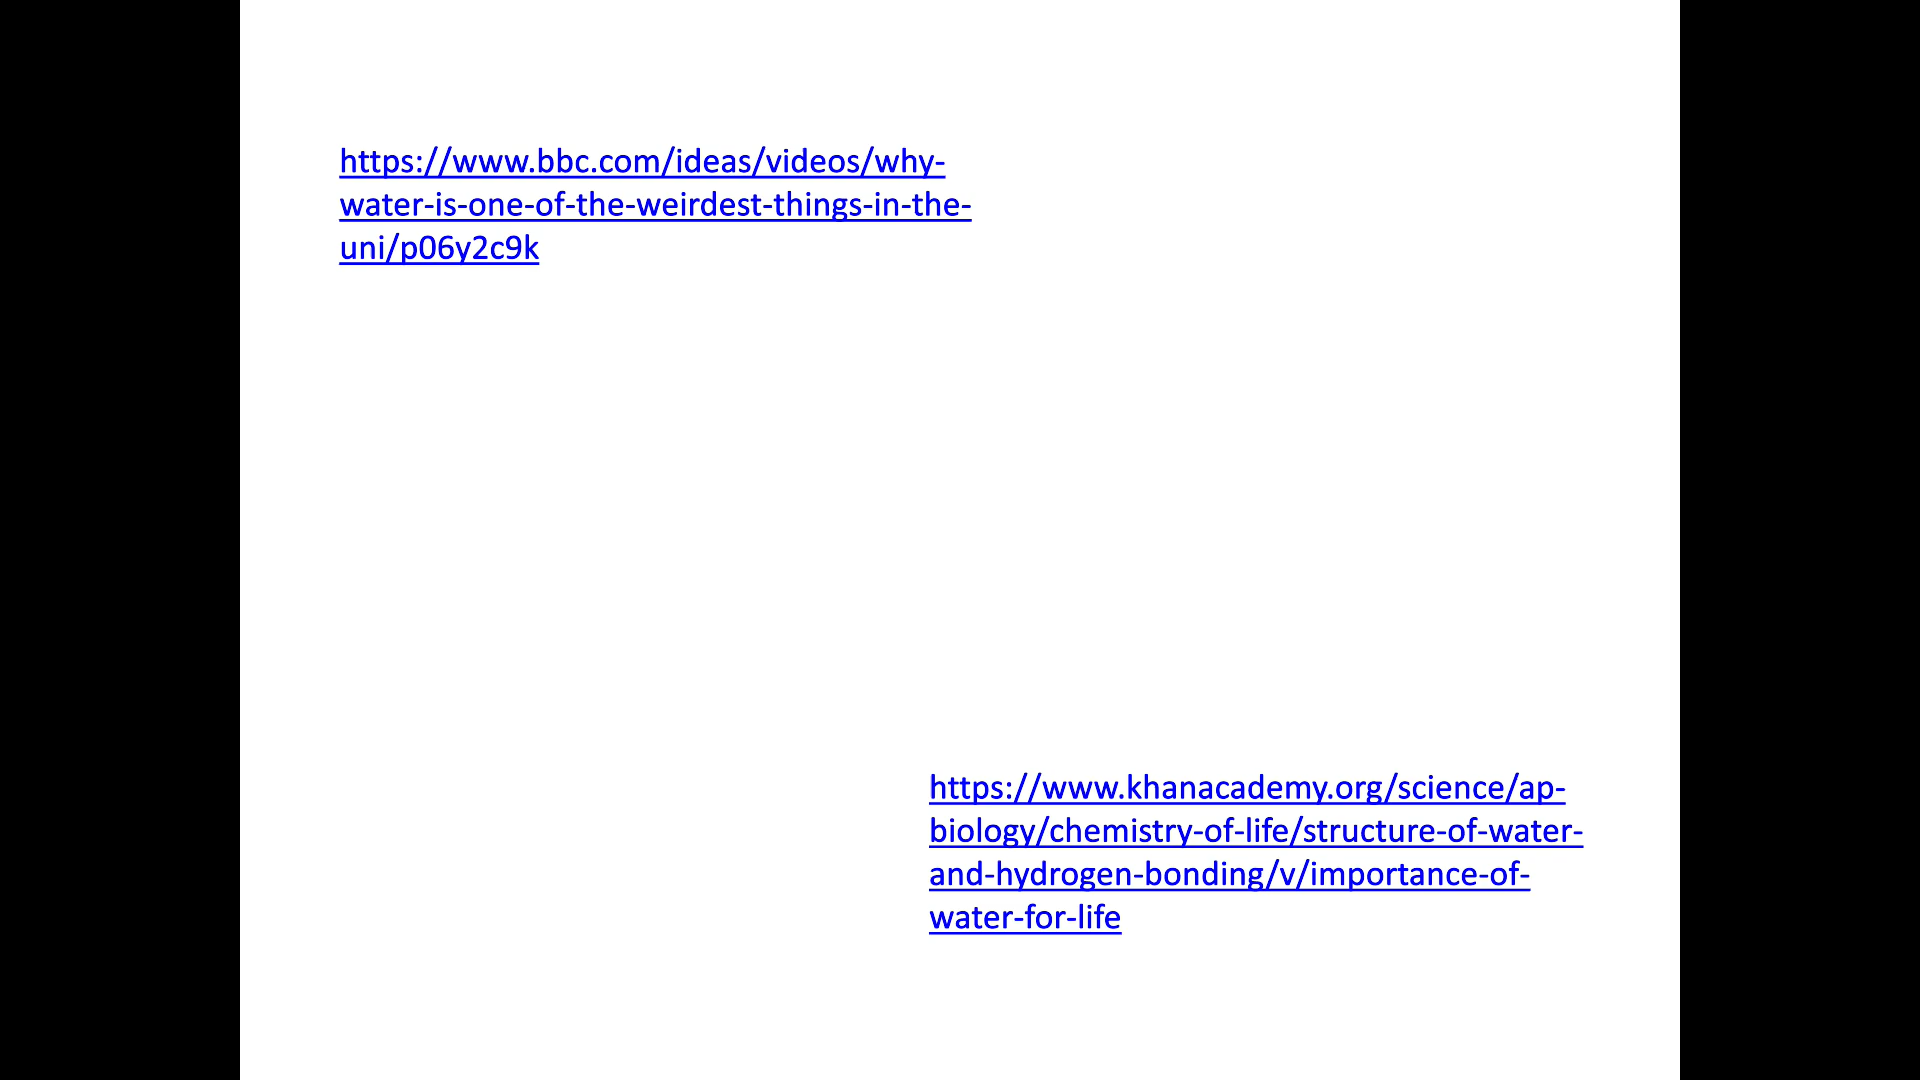 https://www.bbc.com/ideas/videos/why-
water-is-one-of-the-weirdest-things-in-the-
uni/p06y2c9k
https://www.khanacademy.org/science/ap-
biology/chemistry-of-life/structure-of-water-
and-hydrogen-bonding/v/importance-of-
water-for-life